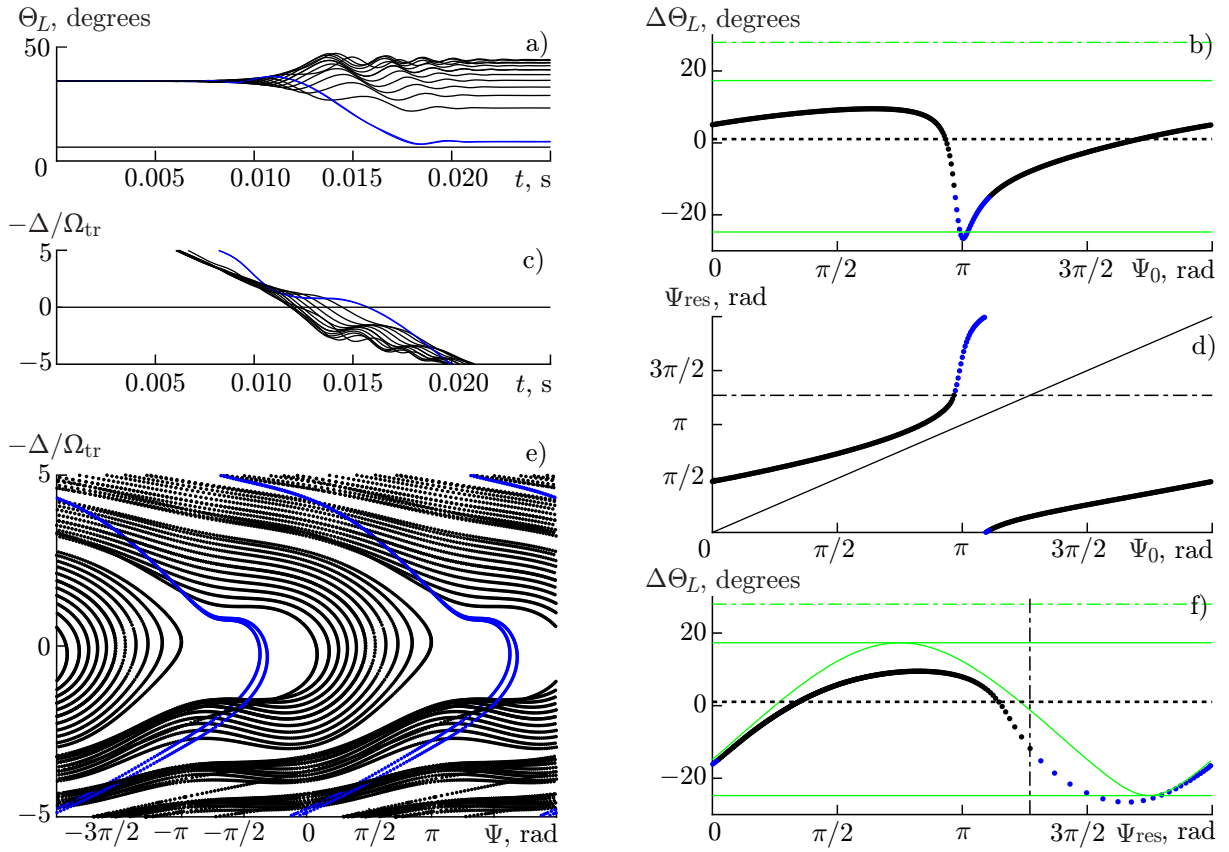 Θ_L, degrees
a)
50
0
0.005 0.010 0.015 0.020 t, s
−Δ/Ω_tr
c)
5
0
−5
0.005 0.010 0.015 0.020 t, s
−Δ/Ω_tr
e)
5
0
−5
−3π/2 −π −π/2 0 π/2 π Ψ, rad
ΔΘ_L, degrees
b)
20
0
−20
0 π/2 π 3π/2 Ψ_0, rad
Ψ_res, rad
d)
3π/2
π
π/2
0 π/2 π 3π/2 Ψ_0, rad
ΔΘ_L, degrees
f)
20
0
−20
0 π/2 π 3π/2 Ψ_res, rad